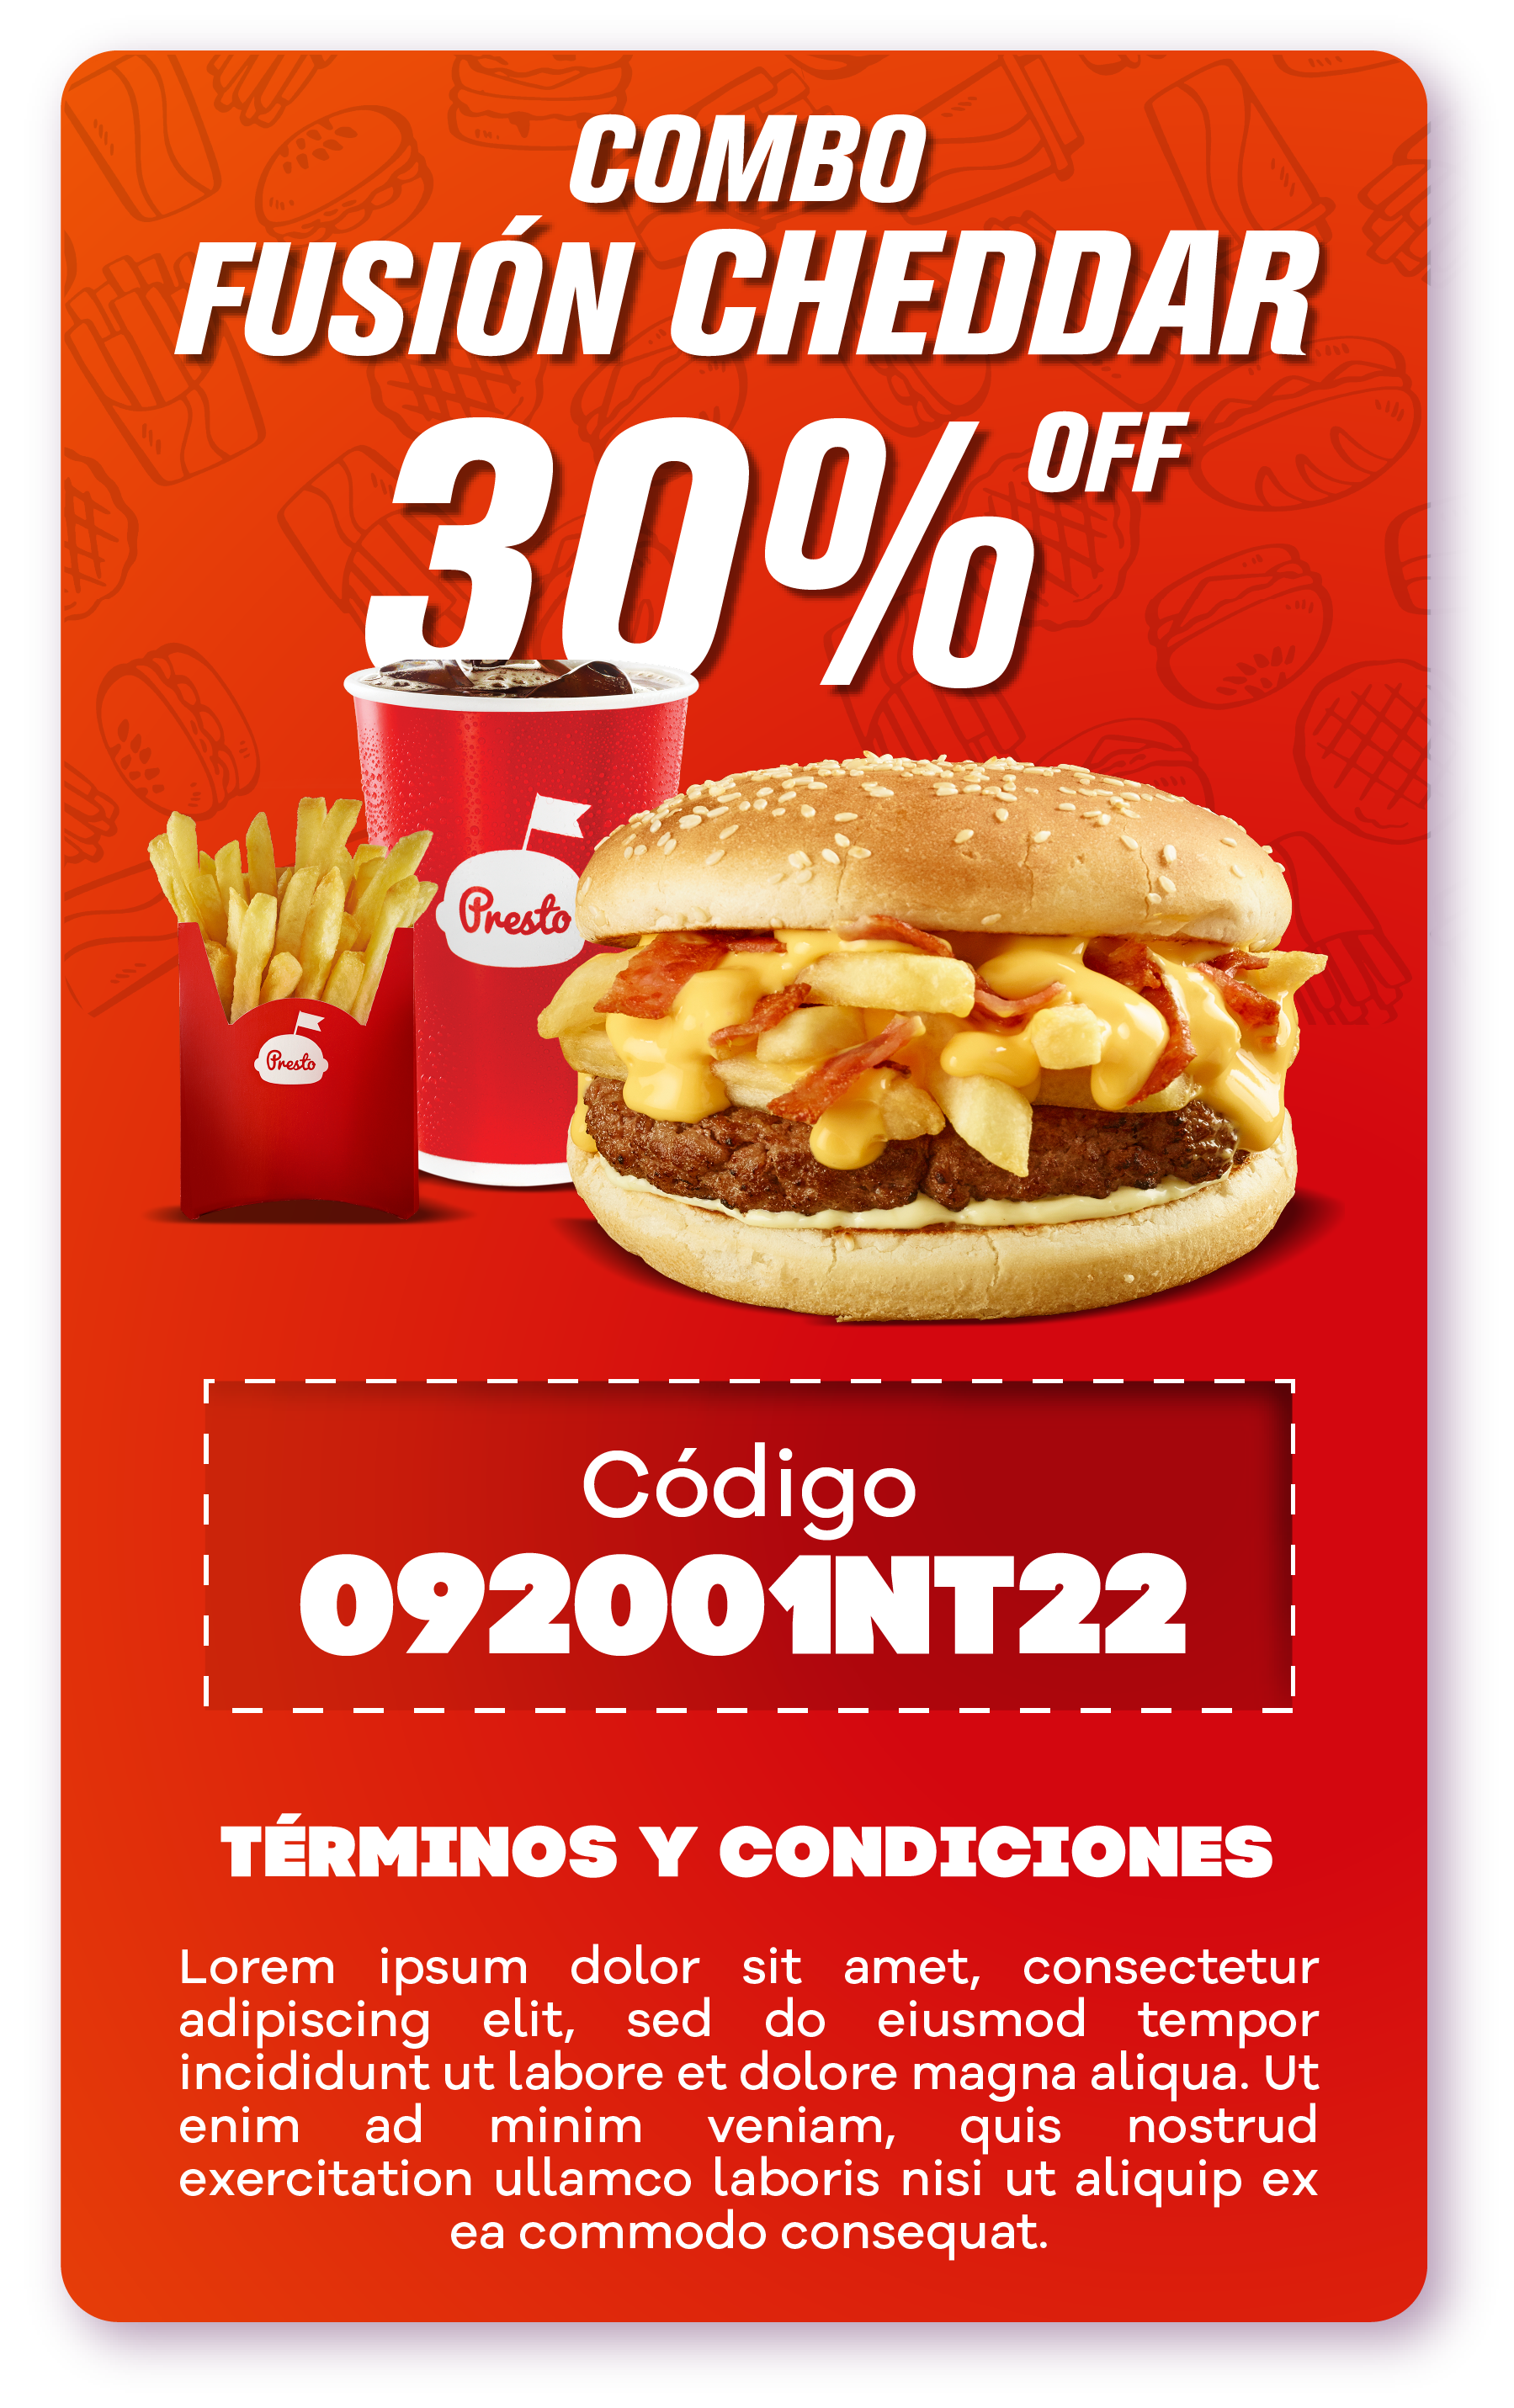 COMBO
FUSIÓN CHEDDAR
30% OFF
Presto
Presto
Código
092001NT22
TÉRMINOS Y CONDICIONES
Lorem ipsum dolor sit amet, consectetur
adipiscing elit, sed do eiusmod tempor
incididunt ut labore et dolore magna aliqua. Ut
enim ad minim veniam, quis nostrud
exercitation ullamco laboris nisi ut aliquip ex
ea commodo consequat.